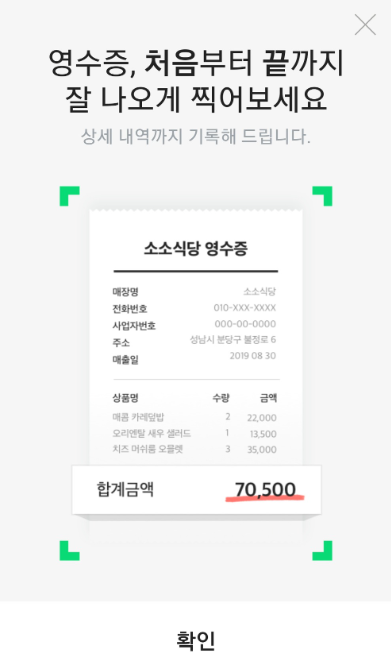 영수증, 처음부터 끝까지
잘 나오게 찍어보세요
상세 내역까지 기록해 드립니다.
소소식당 영수증
매장명 소소식당
전화번호 010-XXX-XXXX
사업자번호 000-00-0000
주소 성남시 분당구 불정로 6
매출일 2019 08 30
상품명 수량 금액
매콤 카레덮밥 2 22,000
오리엔탈 새우 샐러드 1 13,500
치즈 머쉬룸 오믈렛 3 35,000
합계금액 70,500
확인